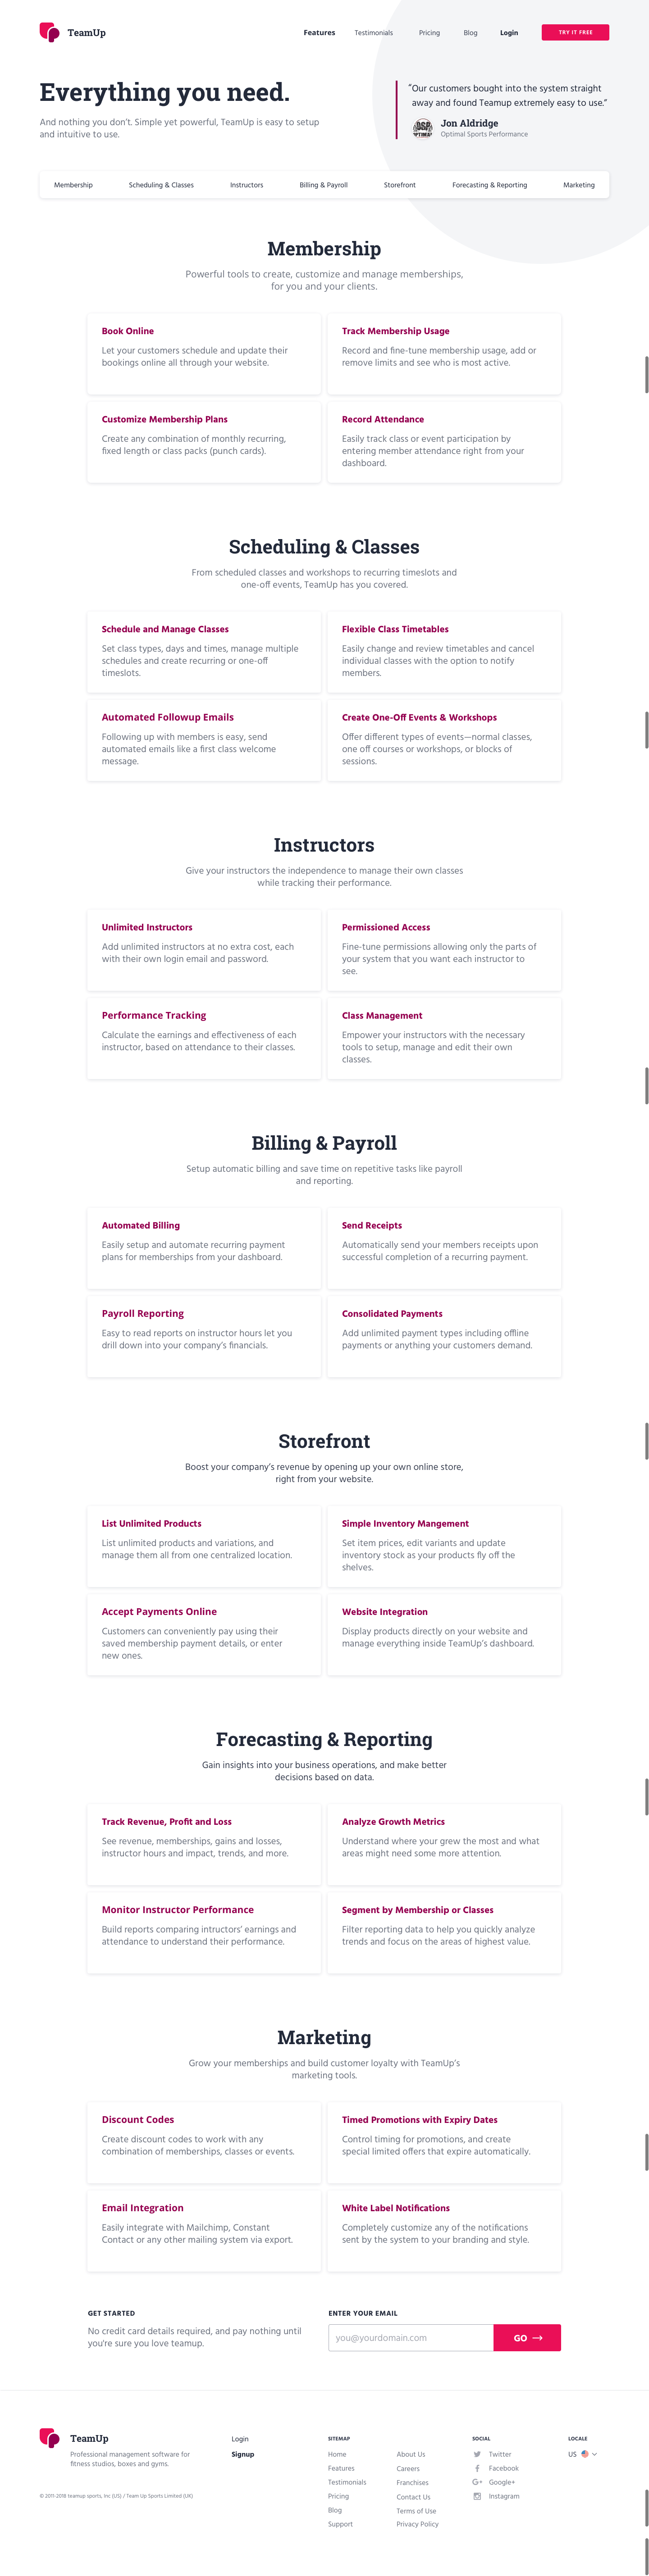 TeamUp
Features Testimonials Pricing Blog Login TRY IT FREE
Everything you need.
And nothing you don’t. Simple yet powerful, TeamUp is easy to setup
and intuitive to use.
“Our customers bought into the system straight
away and found Teamup extremely easy to use.”
Jon Aldridge
Optimal Sports Performance
Membership Scheduling & Classes Instructors Billing & Payroll Storefront Forecasting & Reporting Marketing
Membership
Powerful tools to create, customize and manage memberships,
for you and your clients.
Book Online
Let your customers schedule and update their
bookings online all through your website.
Track Membership Usage
Record and fine-tune membership usage, add or
remove limits and see who is most active.
Customize Membership Plans
Create any combination of monthly recurring,
fixed length or class packs (punch cards).
Record Attendance
Easily track class or event participation by
entering member attendance right from your
dashboard.
Scheduling & Classes
From scheduled classes and workshops to recurring timeslots and
one-off events, TeamUp has you covered.
Schedule and Manage Classes
Set class types, days and times, manage multiple
schedules and create recurring or one-off
timeslots.
Flexible Class Timetables
Easily change and review timetables and cancel
individual classes with the option to notify
members.
Automated Followup Emails
Following up with members is easy, send
automated emails like a first class welcome
message.
Create One-Off Events & Workshops
Offer different types of events—normal classes,
one off courses or workshops, or blocks of
sessions.
Instructors
Give your instructors the independence to manage their own classes
while tracking their performance.
Unlimited Instructors
Add unlimited instructors at no extra cost, each
with their own login email and password.
Permissioned Access
Fine-tune permissions allowing only the parts of
your system that you want each instructor to
see.
Performance Tracking
Calculate the earnings and effectiveness of each
instructor, based on attendance to their classes.
Class Management
Empower your instructors with the necessary
tools to setup, manage and edit their own
classes.
Billing & Payroll
Setup automatic billing and save time on repetitive tasks like payroll
and reporting.
Automated Billing
Easily setup and automate recurring payment
plans for memberships from your dashboard.
Send Receipts
Automatically send your members receipts upon
successful completion of a recurring payment.
Payroll Reporting
Easy to read reports on instructor hours let you
drill down into your company’s financials.
Consolidated Payments
Add unlimited payment types including offline
payments or anything your customers demand.
Storefront
Boost your company’s revenue by opening up your own online store,
right from your website.
List Unlimited Products
List unlimited products and variations, and
manage them all from one centralized location.
Simple Inventory Mangement
Set item prices, edit variants and update
inventory stock as your products fly off the
shelves.
Accept Payments Online
Customers can conveniently pay using their
saved membership payment details, or enter
new ones.
Website Integration
Display products directly on your website and
manage everything inside TeamUp’s dashboard.
Forecasting & Reporting
Gain insights into your business operations, and make better
decisions based on data.
Track Revenue, Profit and Loss
See revenue, memberships, gains and losses,
instructor hours and impact, trends, and more.
Analyze Growth Metrics
Understand where your grew the most and what
areas might need some more attention.
Monitor Instructor Performance
Build reports comparing intructors’ earning and
attendance to understand their performance.
Segment by Membership or Classes
Filter reporting data to help you quickly analyze
trends and focus on the areas of highest value.
Marketing
Grow your memberships and build customer loyalty with TeamUp’s
marketing tools.
Discount Codes
Create discount codes to work with any
combination of memberships, classes or events.
Timed Promotions with Expiry Dates
Control timing for promotions, and create
special limited offers that expire automatically.
Email Integration
Easily integrate with Mailchimp, Constant
Contact or any other mailing system via export.
White Label Notifications
Completely customize any of the notifications
sent by the system to your branding and style.
GET STARTED
No credit card details required, and pay nothing until
you're sure you love teamup.
ENTER YOUR EMAIL
you@yourdomain.com GO
TeamUp
Professional management software for
fitness studios, boxes and gyms.
© 2011-2018 teamup sports, Inc (US) / Team Up Sports Limited (UK)
Login
Signup
SITEMAP
Home
Features
Testimonials
Pricing
Blog
Support
About Us
Careers
Franchises
Contact Us
Terms of Use
Privacy Policy
SOCIAL
Twitter
Facebook
G+ Google+
Instagram
LOCALE
US